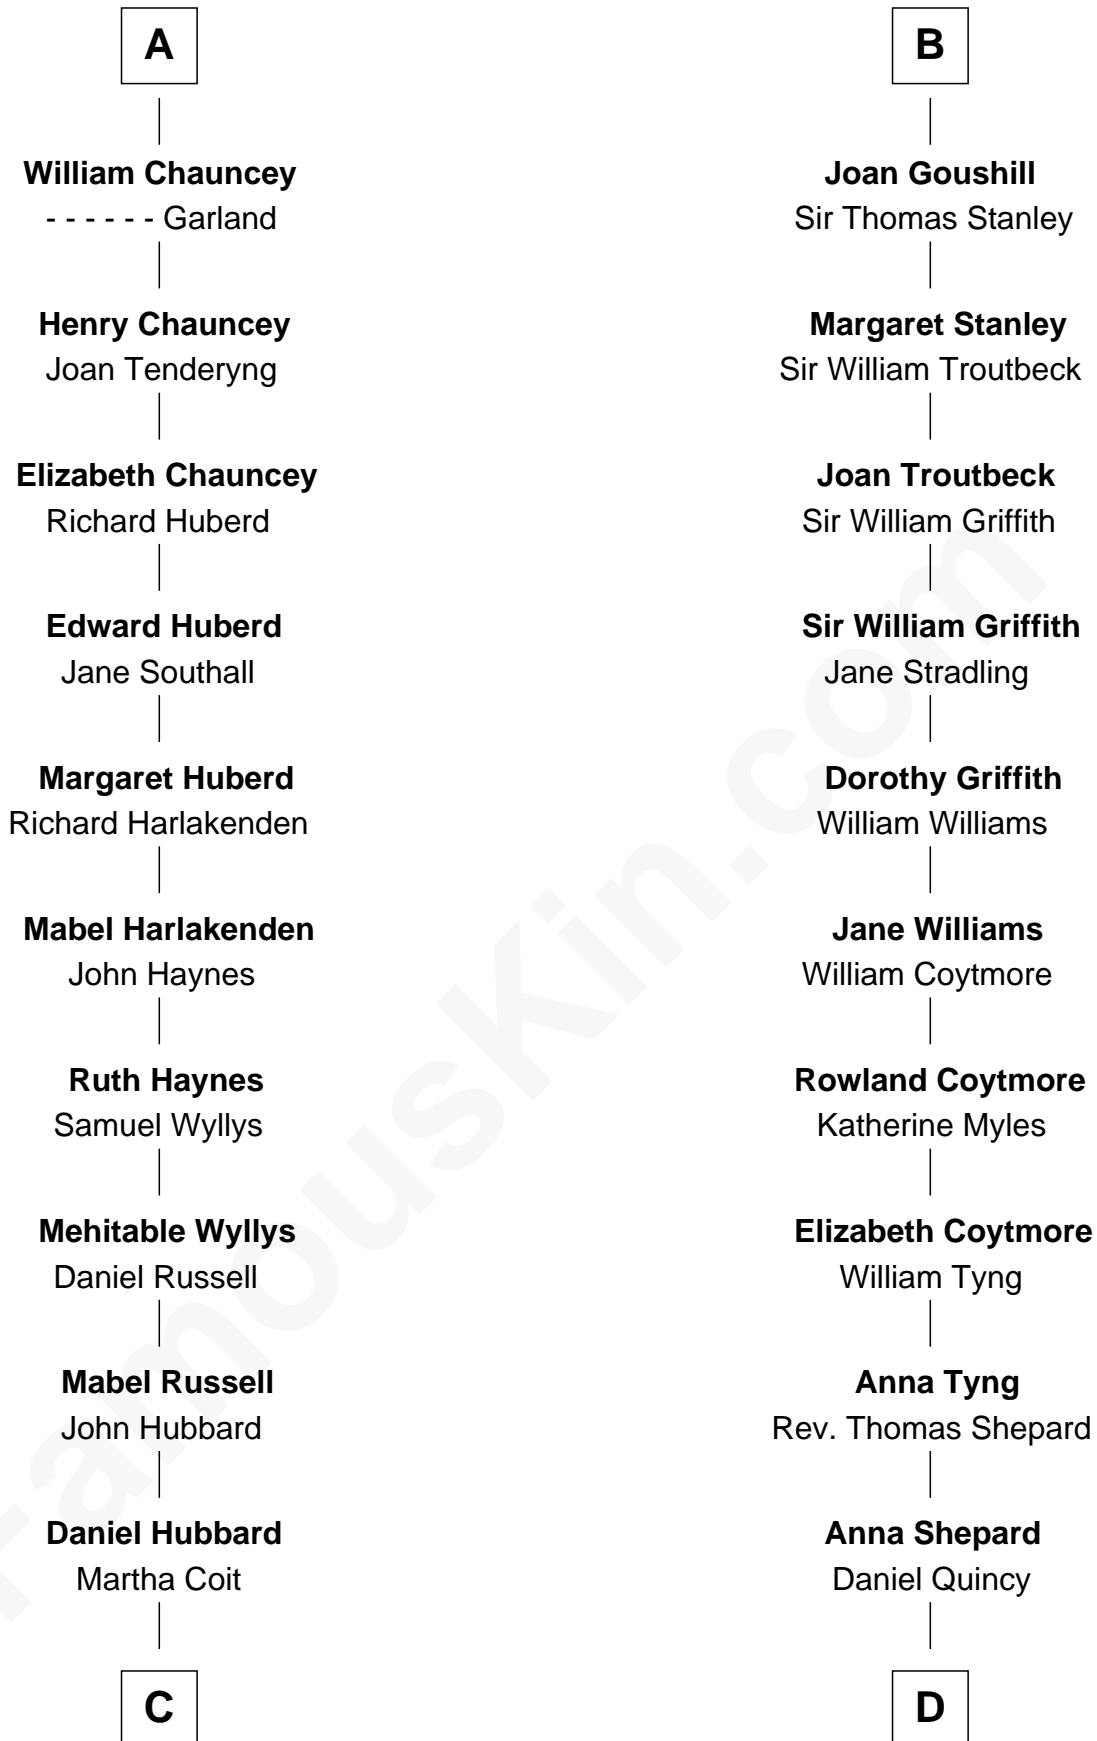 A
William Chauncey
- - - - - - Garland
Henry Chauncey
Joan Tenderyng
Elizabeth Chauncey
Richard Huberd
Edward Huberd
Jane Southall
Margaret Huberd
Richard Harlakenden
Mabel Harlakenden
John Haynes
Ruth Haynes
Samuel Wyllys
Mehitable Wyllys
Daniel Russell
Mabel Russell
John Hubbard
Daniel Hubbard
Martha Coit
C
B
Joan Goushill
Sir Thomas Stanley
Margaret Stanley
Sir William Troutbeck
Joan Troutbeck
Sir William Griffith
Sir William Griffith
Jane Stradling
Dorothy Griffith
William Williams
Jane Williams
William Coytmore
Rowland Coytmore
Katherine Myles
Elizabeth Coytmore
William Tyng
Anna Tyng
Rev. Thomas Shepard
Anna Shepard
Daniel Quincy
D
FamousKin.com